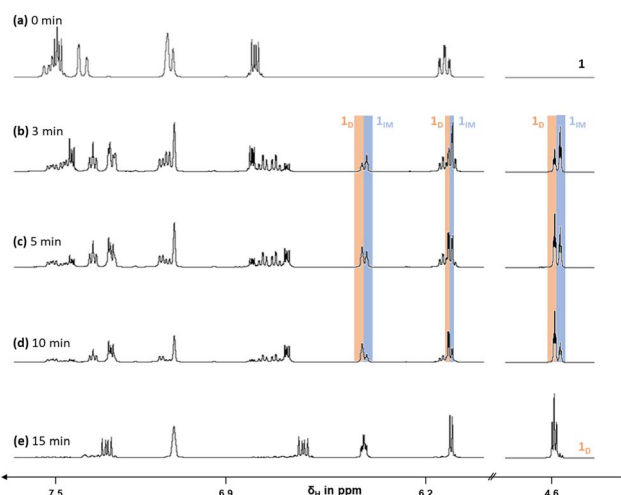 (a) 0 min
1
(b) 3 min
1D 1IM 1D 1IM 1D 1IM
(c) 5 min
(d) 10 min
(e) 15 min
1D
7.5 6.9 δH in ppm 6.2 4.6